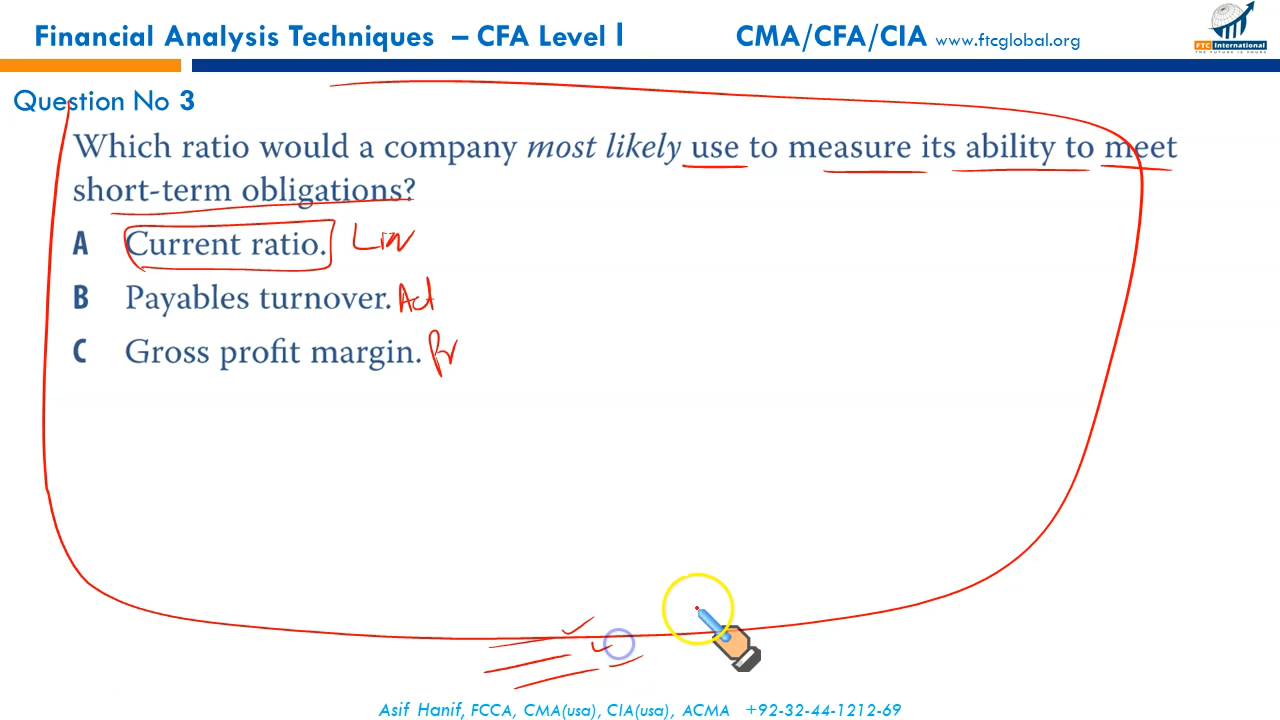 Financial Analysis Techniques – CFA Level I
CMA/CFA/CIA www.ftcglobal.org
FTC International
Question No 3
Which ratio would a company most likely use to measure its ability to meet
short-term obligations?
A Current ratio.
B Payables turnover. Act
C Gross profit margin. Pr
Asif Hanif, FCCA, CMA(usa), CIA(usa), ACMA +92-32-44-1212-69